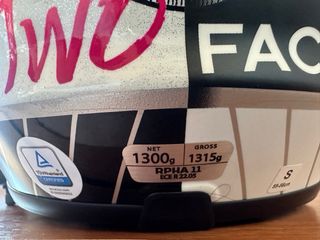 TWO FAC
NET GROSS
1300g 1315g
RPHA 11
ECE R 22.05
S